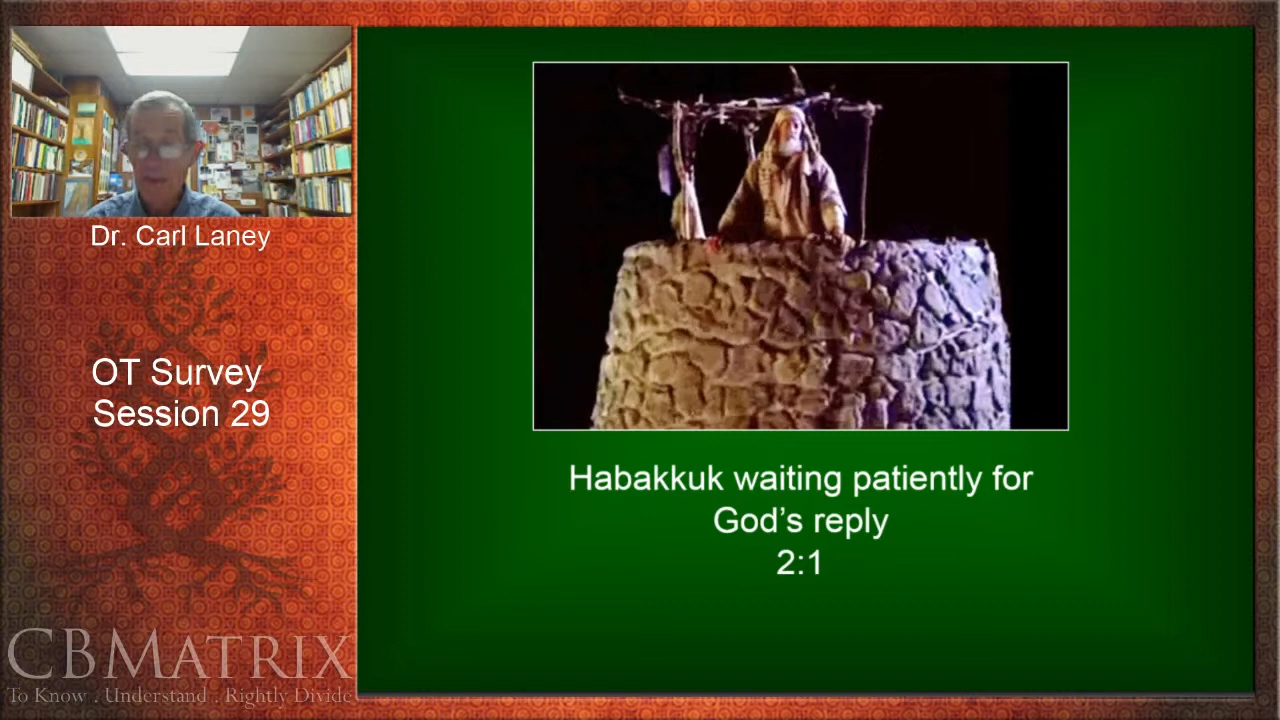 Dr. Carl Laney
OT Survey
Session 29
CBMATRIX
To Know . Understand . Rightly Divide
Habakkuk waiting patiently for
God’s reply
2:1